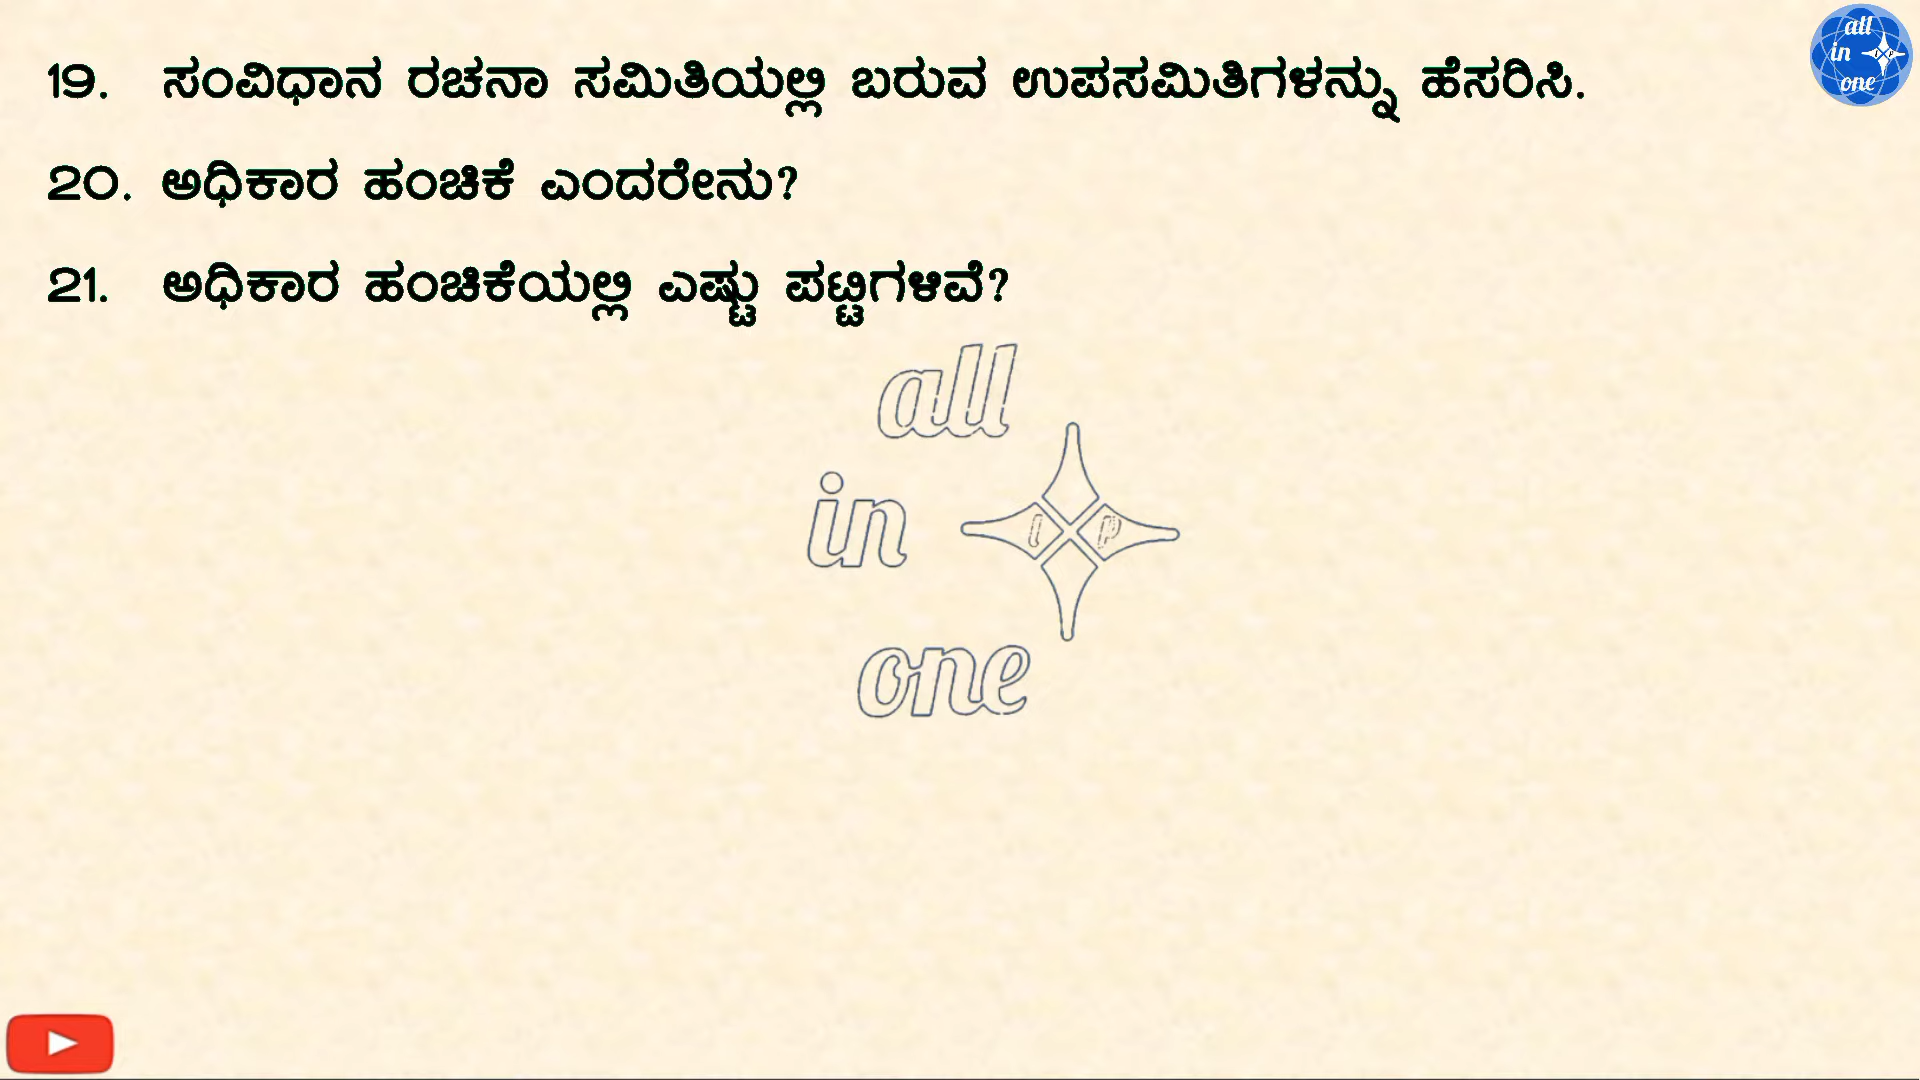 all
in
one
19. ಸಂವಿಧಾನ ರಚನಾ ಸಮಿತಿಯಲ್ಲಿ ಬರುವ ಉಪಸಮಿತಿಗಳನ್ನು ಹೆಸರಿಸಿ.
20. ಅಧಿಕಾರ ಹಂಚಿಕೆ ಎಂದರೇನು?
21. ಅಧಿಕಾರ ಹಂಚಿಕೆಯಲ್ಲಿ ಎಷ್ಟು ಪಟ್ಟಿಗಳಿವೆ?
all
in I P
one